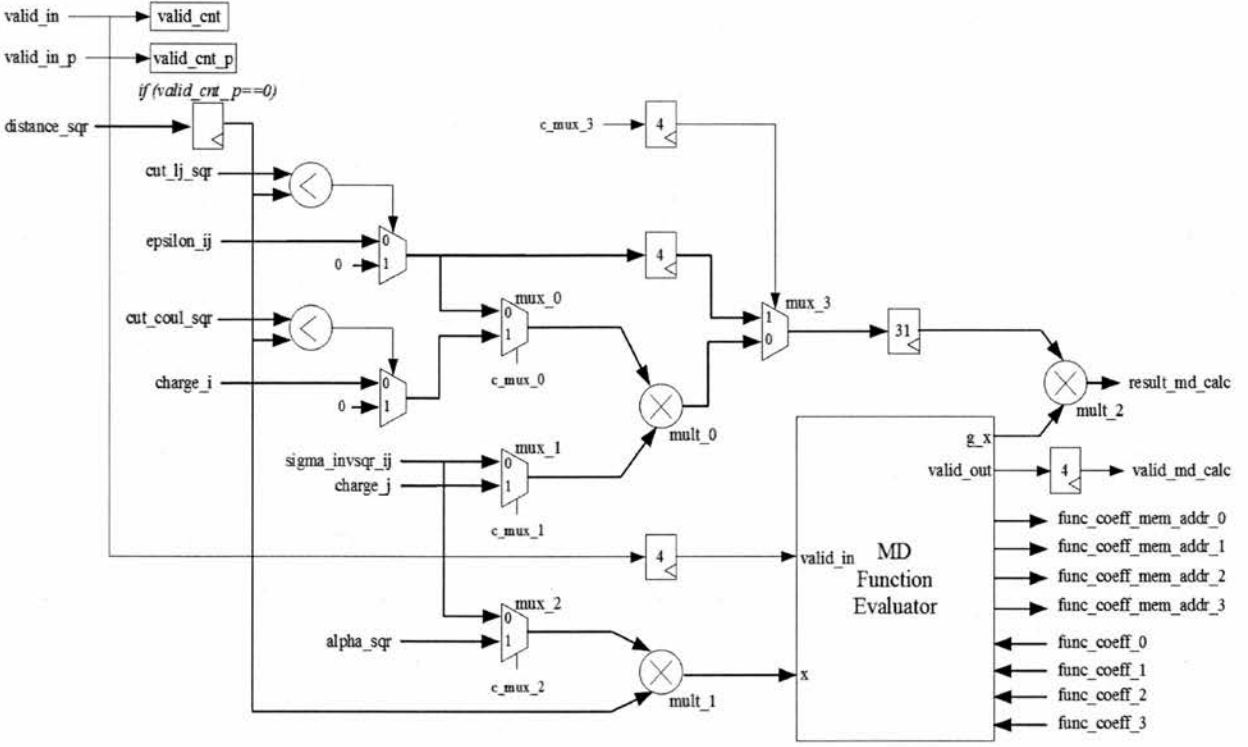 valid_in
valid_cnt
valid_in_p
valid_cnt_p
if (valid_cnt_p==0)
distance_sqr
c_mux_3
4
cut_lj_sqr
<
epsilon_ij
0
0
1
4
mux_0
0
1
c_mux_0
mux_3
1
0
31
cut_coul_sqr
<
charge_i
0
0
1
mult_0
mult_2
result_md_calc
sigma_invsqr_ij
charge_j
mux_1
0
1
c_mux_1
g_x
valid_out
4
valid_md_calc
4
valid_in
MD
Function
Evaluator
func_coeff_mem_addr_0
func_coeff_mem_addr_1
func_coeff_mem_addr_2
func_coeff_mem_addr_3
alpha_sqr
mux_2
0
1
c_mux_2
mult_1
x
func_coeff_0
func_coeff_1
func_coeff_2
func_coeff_3